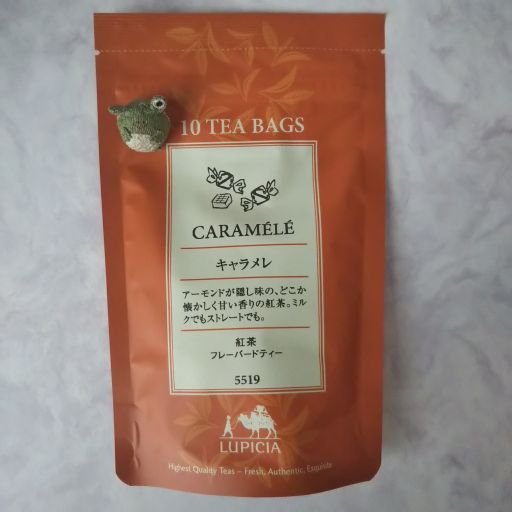 10 TEA BAGS
CARAMÉLÉ
キャラメレ
アーモンドが隠し味の、どこか
懐かしく甘い香りの紅茶。ミル
クでもストレートでも。
紅茶
フレーバードティー
5519
LUPICIA
Highest Quality Teas – Fresh, Authentic, Exquisite